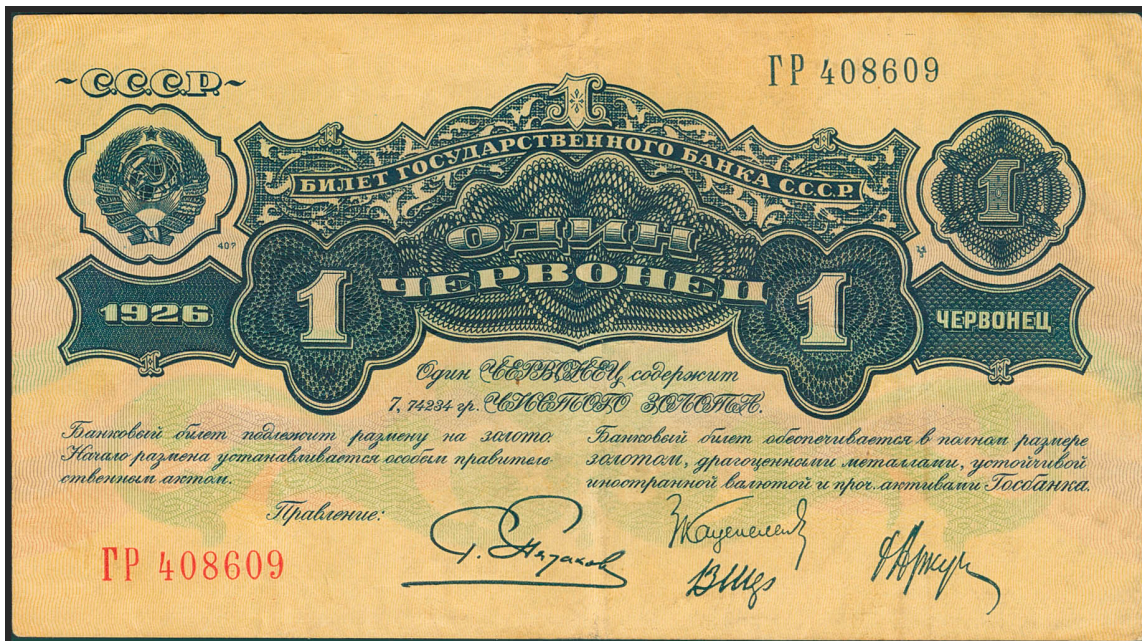 С.С.С.Р.
ГР 408609
1
БИЛЕТ ГОСУДАРСТВЕННОГО БАНКА СССР
1
ОДИН
ЧЕРВОНЕЦ
1
1
1926
ЧЕРВОНЕЦ
Один ЧЕРВОНЕЦ содержит
7,74234 гр. ЧИСТОГО ЗОЛОТА.
Банковый билет подлежит размену на золото.
Начало размена устанавливается особым правитель-
ственным актом.
Банковый билет обеспечивается в полном размере
золотом, драгоценными металлами, устойчивой
иностранной валютой и проч. активами Госбанка.
Правление:
ГР 408609